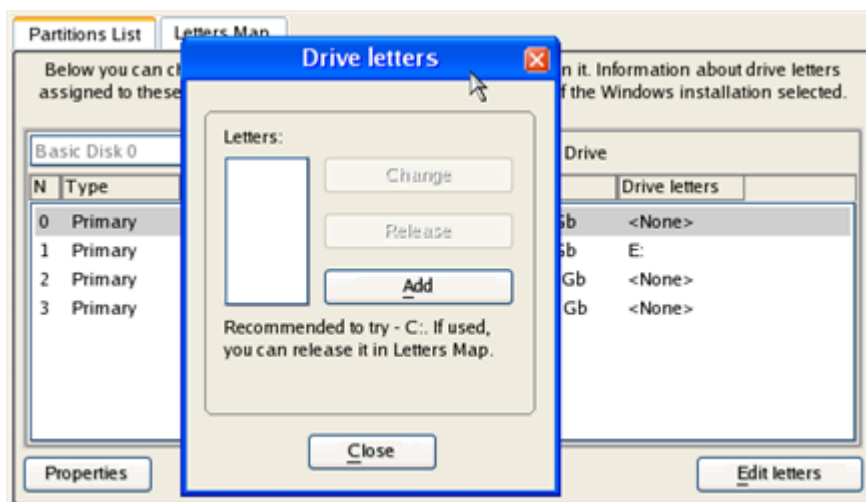 Partitions List Letters Map
Drive letters
Below you can n it. Information about drive letters
assigned to these f the Windows installation selected.
Letters:
Basic Disk 0 Drive
Change
N Type Drive letters
0 Primary Gb <None>
Release
1 Primary Gb E:
2 Primary Gb <None>
Add
3 Primary Gb <None>
Recommended to try - C:. If used,
you can release it in Letters Map.
Close
Properties Edit letters